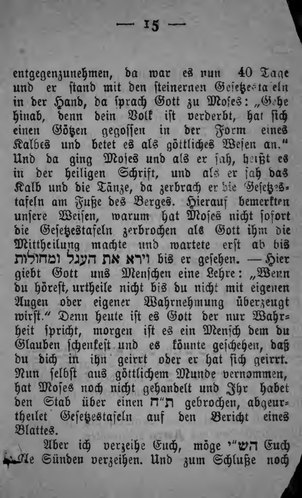 — 15 —
entgegenzunehmen, da war es nun 40 Tage
und er stand mit den steinernen Gesetzestafeln
in der Hand, da sprach Gott zu Moses: „Gehe
hinab, denn dein Volk ist verderbt, hat sich
einen Götzen gegossen in der Form eines
Kalbes und betet es als göttliches Wesen an.“
Und da ging Moses und als er sah, heißt es
in der heiligen Schrift, und als er sah das
Kalb und die Tänze, da zerbrach er die Gesetzes-
tafeln am Fuße des Berges. Hierauf bemerkten
unsere Weisen, warum hat Moses nicht sofort
die Gesetzestafeln zerbrochen als Gott ihm die
Mittheilung machte und wartete erst ab bis
וירא את העגל ומחולות bis er gesehen. — Hier
giebt Gott uns Menschen eine Lehre: „Wenn
du hörest, urtheile nicht bis du nicht mit eigenen
Augen oder eigener Wahrnehmung überzeugt
wirst.“ Denn heute ist es Gott der nur Wahr-
heit spricht, morgen ist es ein Mensch dem du
Glauben schenkest und es könnte geschehen, daß
du dich in ihn geirrt oder er hat sich geirrt.
Nun selbst aus göttlichem Munde vernommen,
hat Moses noch nicht gehandelt und Ihr habet
den Stab über einen ת"ח gebrochen, abgeur-
theilet Gesetzestafeln auf den Bericht eines
Blattes.
Aber ich verzeihe Euch, möge הש"י Euch
alle Sünden verzeihen. Und zum Schluße noch